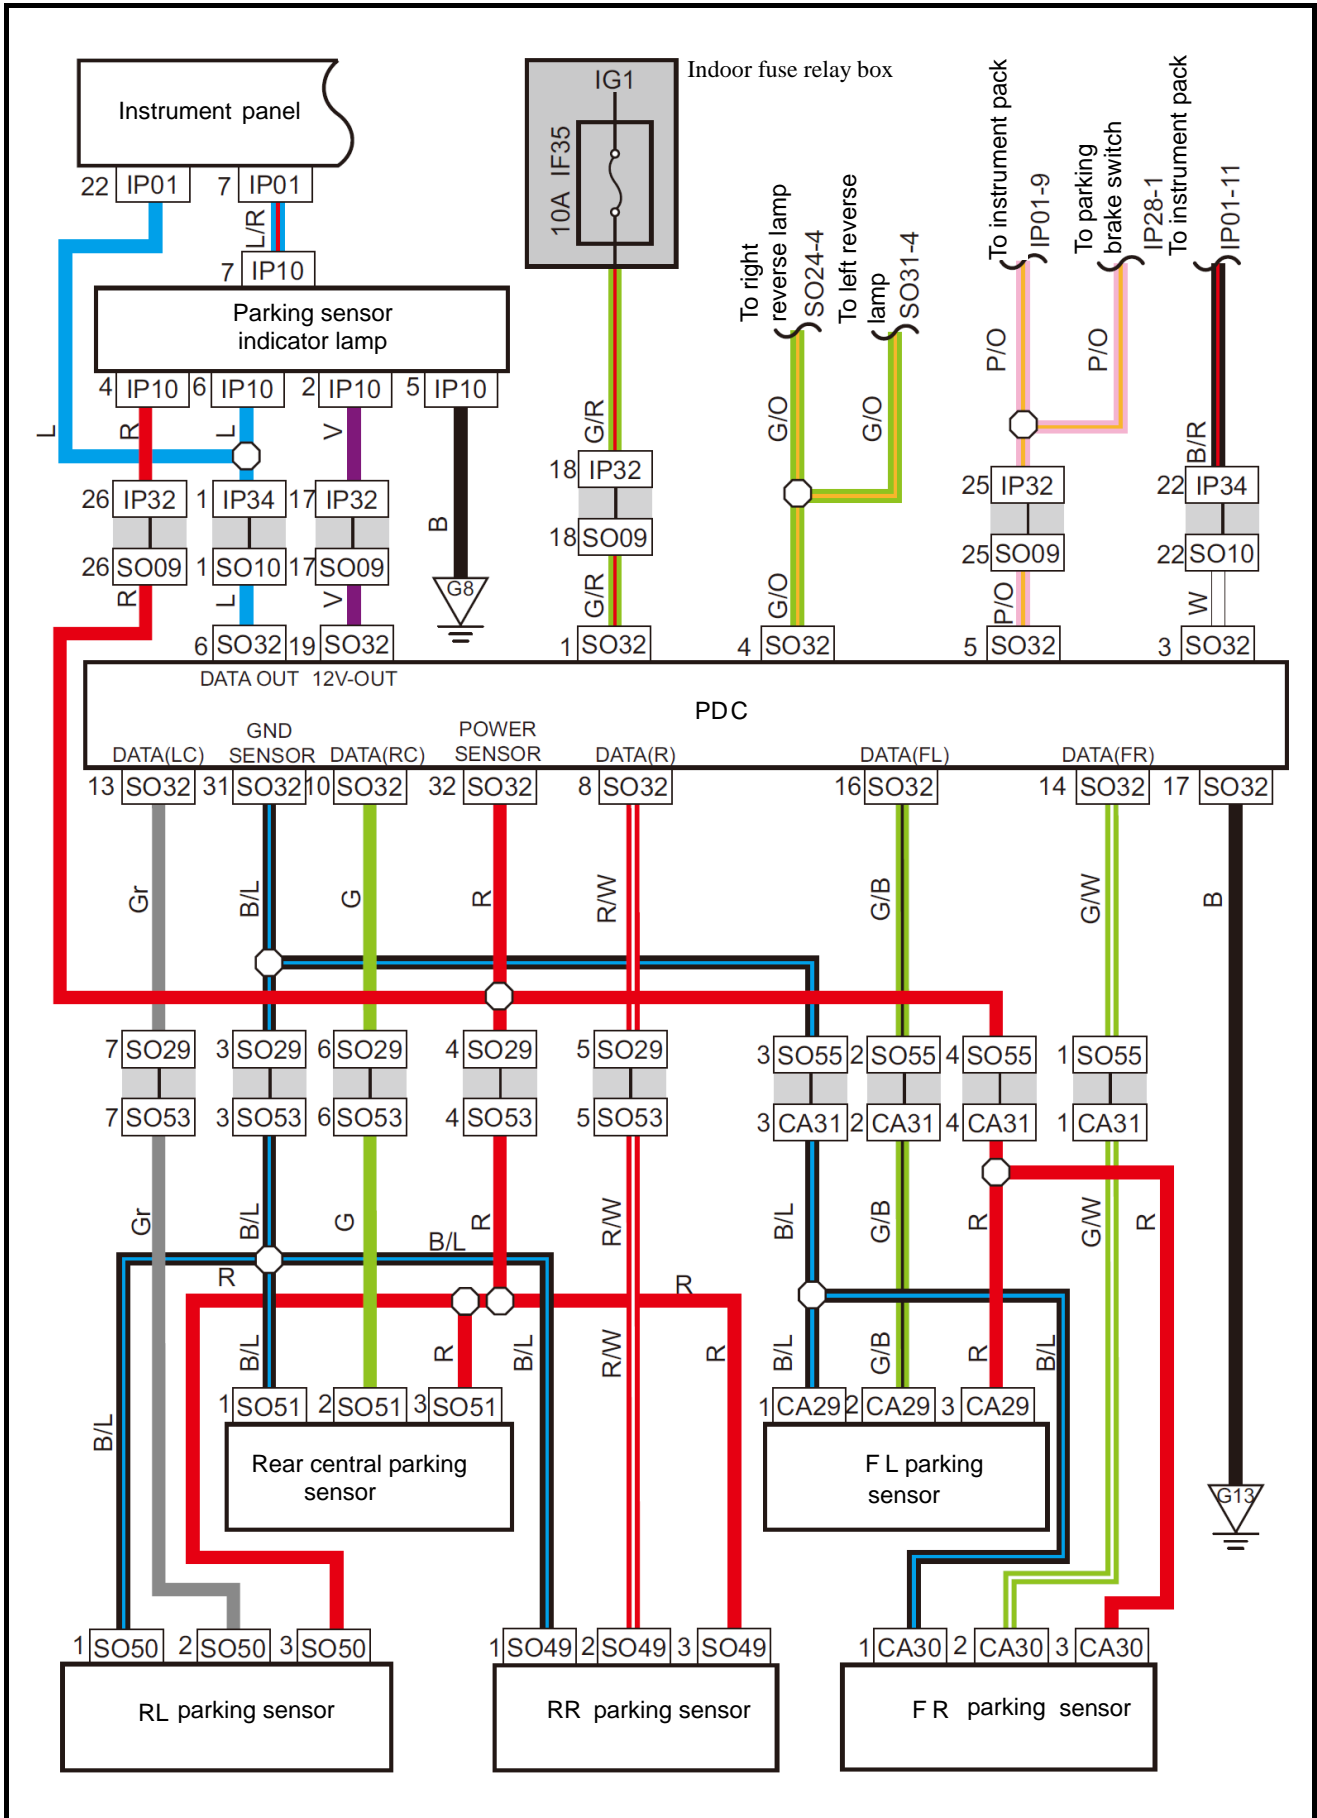 Instrument panel
22 IP01 7 IP01
L/R
7 IP10
Parking sensor
indicator lamp
4 IP10 6 IP10 2 IP10 5 IP10
L R L V
26 IP32 1 IP34 17 IP32
B
26 SO09 1 SO10 17 SO09
R L V
G8
Indoor fuse relay box
IG1
10A IF35
G/R
18 IP32
18 SO09
G/R
To right
reverse lamp
SO24-4
To left reverse
lamp
SO31-4
G/O G/O
G/O
To instrument pack
IP01-9
To parking
brake switch
IP28-1
To instrument pack
IP01-11
P/O P/O B/R
25 IP32 22 IP34
25 SO09 22 SO10
P/O W
6 SO32 19 SO32 1 SO32 4 SO32 5 SO32 3 SO32
DATA OUT 12V-OUT
PDC
DATA(LC)
GND
SENSOR
DATA(RC)
POWER
SENSOR
DATA(R)
DATA(FL)
DATA(FR)
13 SO32 31 SO32 10 SO32 32 SO32 8 SO32 16 SO32 14 SO32 17 SO32
Gr B/L G R R/W G/B G/W B
7 SO29 3 SO29 6 SO29 4 SO29 5 SO29 3 SO55 2 SO55 4 SO55 1 SO55
7 SO53 3 SO53 6 SO53 4 SO53 5 SO53 3 CA31 2 CA31 4 CA31 1 CA31
Gr B/L G R R/W B/L G/B R G/W R
B/L
R R
B/L R B/L R/W R B/L G/B R B/L
B/L
1 SO51 2 SO51 3 SO51 1 CA29 2 CA29 3 CA29
Rear central parking
sensor
F L parking
sensor
G13
1 SO50 2 SO50 3 SO50 1 SO49 2 SO49 3 SO49 1 CA30 2 CA30 3 CA30
RL parking sensor
RR parking sensor
F R parking sensor